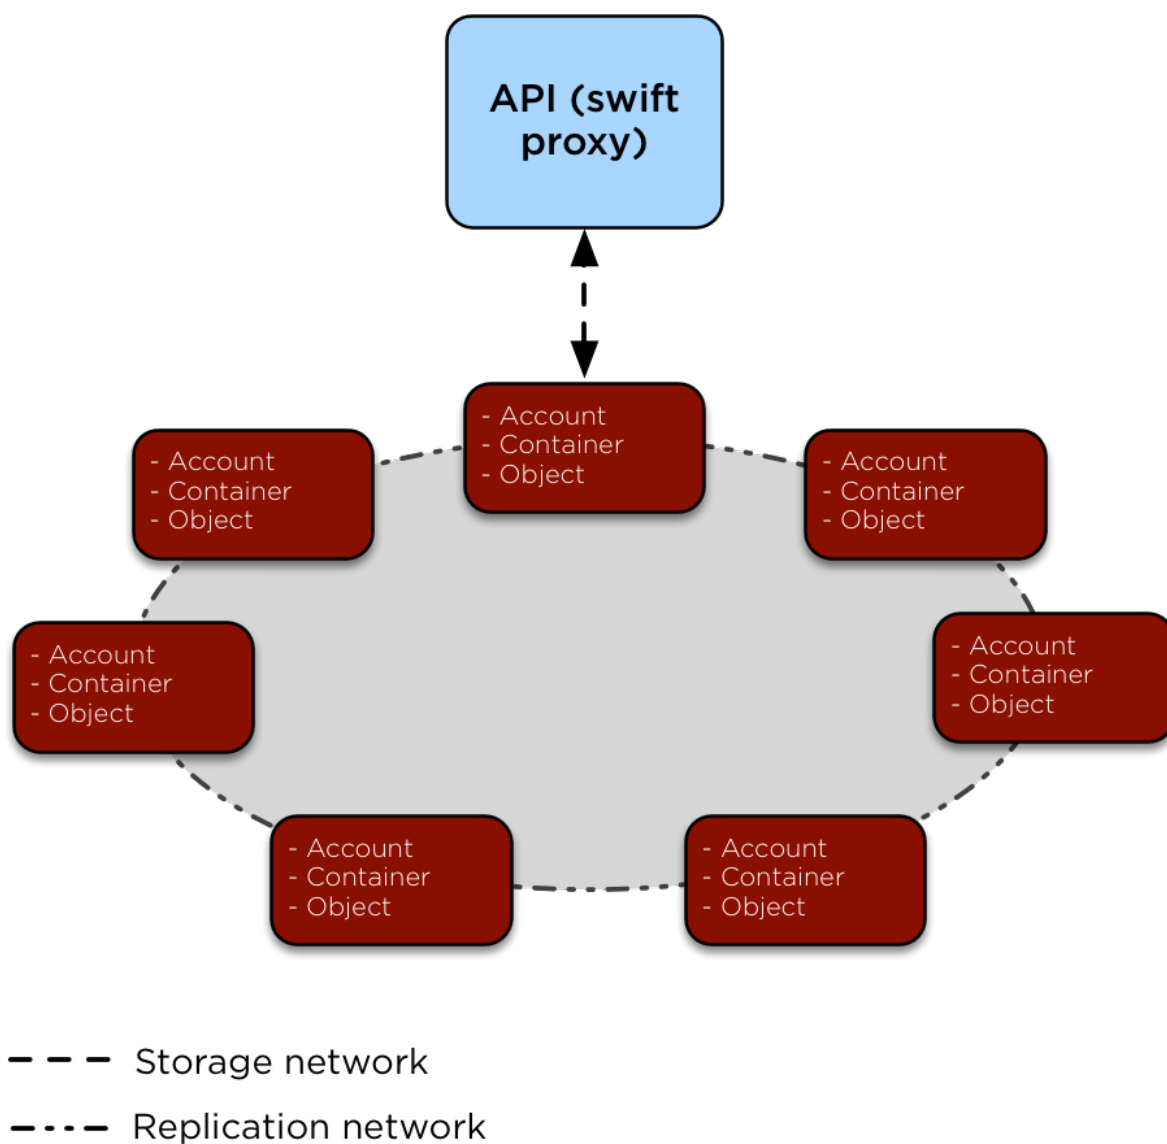 API (swift
proxy)
- Account
- Container
- Object
- Account
- Container
- Object
- Account
- Container
- Object
- Account
- Container
- Object
- Account
- Container
- Object
- Account
- Container
- Object
- Account
- Container
- Object
Storage network
Replication network